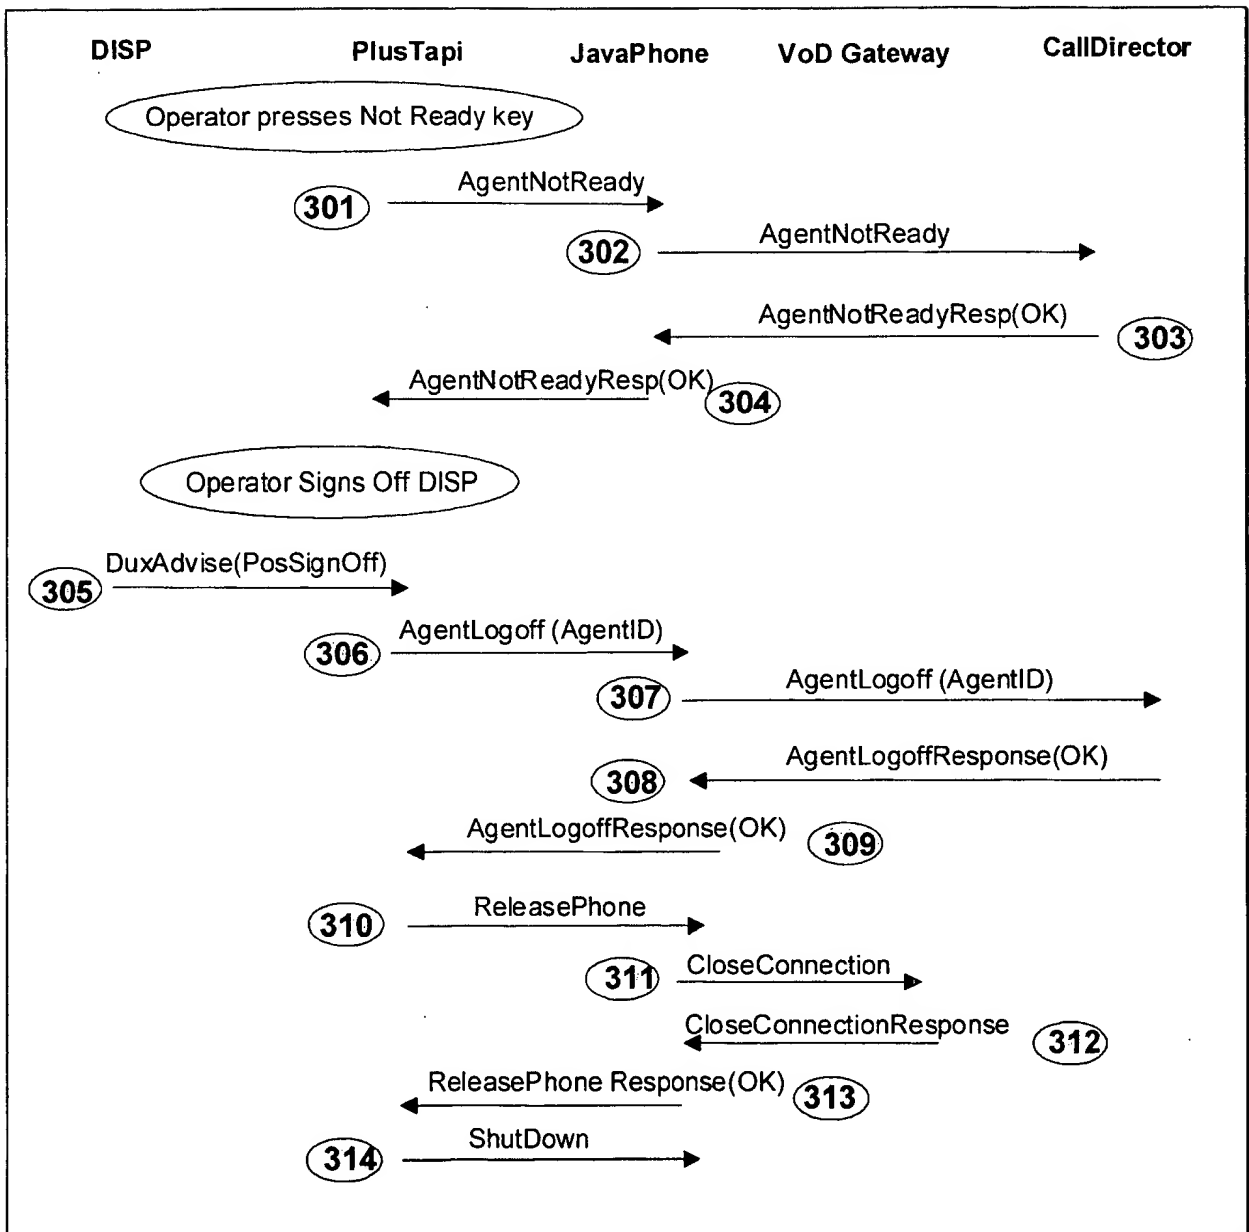 DISP PlusTapi JavaPhone VoD Gateway CallDirector
Operator presses Not Ready key
AgentNotReady
301
AgentNotReady
302
AgentNotReadyResp(OK)
303
AgentNotReadyResp(OK)
304
Operator Signs Off DISP
DuxAdvise(PosSignOff)
305
AgentLogoff (AgentID)
306
AgentLogoff (AgentID)
307
AgentLogoffResponse(OK)
308
AgentLogoffResponse(OK)
309
ReleasePhone
310
CloseConnection
311
CloseConnectionResponse
312
ReleasePhone Response(OK)
313
ShutDown
314